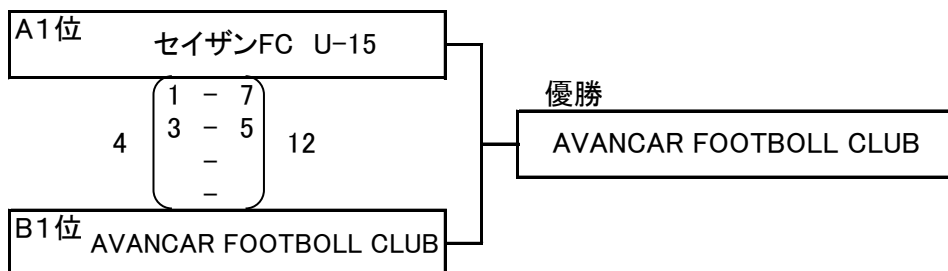 A1位 セイザンFC U-15
1 - 7
優勝
4 3 - 5 12
AVANCAR FOOTBOLL CLUB
-
-
B1位 AVANCAR FOOTBOLL CLUB